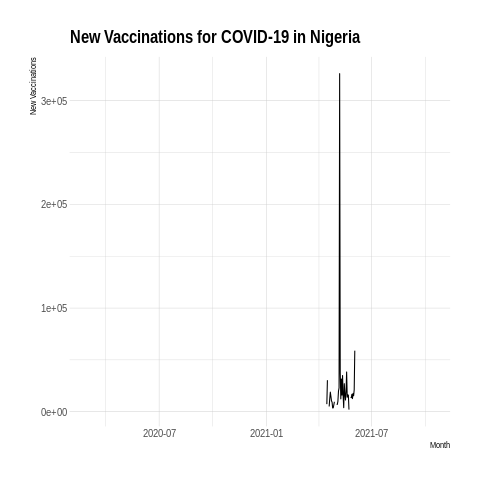 New Vaccinations for COVID-19 in Nigeria
New Vaccinations
3e+05
2e+05
1e+05
0e+00
2020-07
2021-01
2021-07
Month